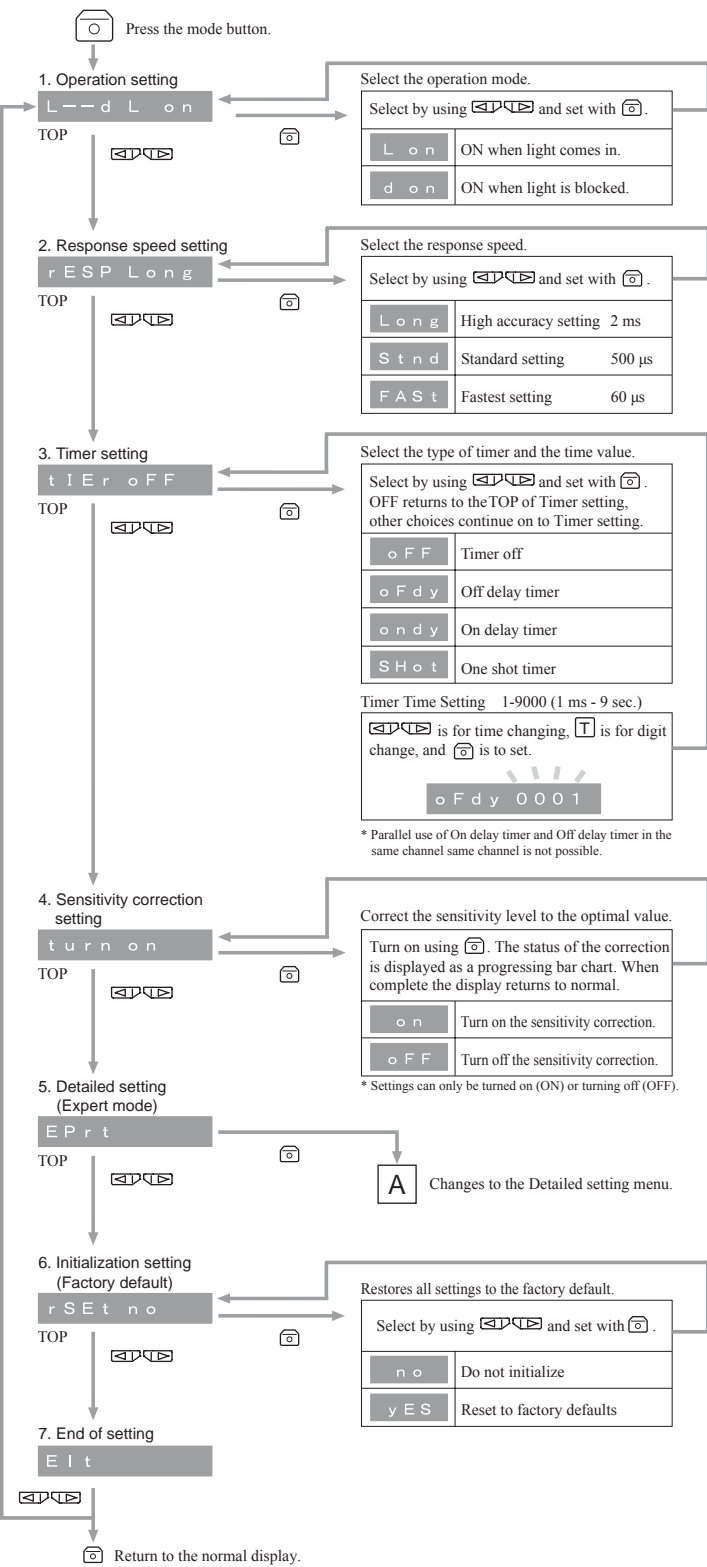 Press the mode button.
1. Operation setting
L--d L on
TOP
Select the operation mode.
Select by using and set with .
L on ON when light comes in.
d on ON when light is blocked.
2. Response speed setting
rESP Long
TOP
Select the response speed.
Select by using and set with .
Long High accuracy setting 2 ms
Stnd Standard setting 500 μs
FASt Fastest setting 60 μs
3. Timer setting
tIEr oFF
TOP
Select the type of timer and the time value.
Select by using and set with .
OFF returns to the TOP of Timer setting,
other choices continue on to Timer setting.
oFF Timer off
oFdy Off delay timer
ondy On delay timer
SHot One shot timer
Timer Time Setting 1-9000 (1 ms - 9 sec.)
is for time changing, T is for digit
change, and is to set.
oFdy 0001
* Parallel use of On delay timer and Off delay timer in the
same channel same channel is not possible.
4. Sensitivity correction
setting
turn on
TOP
Correct the sensitivity level to the optimal value.
Turn on using . The status of the correction
is displayed as a progressing bar chart. When
complete the display returns to normal.
on Turn on the sensitivity correction.
oFF Turn off the sensitivity correction.
* Settings can only be turned on (ON) or turning off (OFF).
5. Detailed setting
(Expert mode)
EPrt
TOP
A Changes to the Detailed setting menu.
6. Initialization setting
(Factory default)
rSEt no
TOP
Restores all settings to the factory default.
Select by using and set with .
no Do not initialize
yES Reset to factory defaults
7. End of setting
EIt
Return to the normal display.